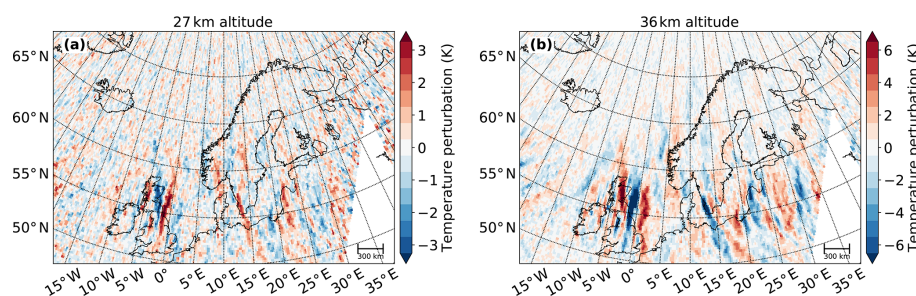 27 km altitude
(a)
65°N
60°N
55°N
50°N
15°W 10°W 5°W 0° 5°E 10°E 15°E 20°E 25°E 30°E 35°E
300 km
3
2
1
0
−1
−2
−3
Temperature perturbation (K)
36 km altitude
(b)
65°N
60°N
55°N
50°N
15°W 10°W 5°W 0° 5°E 10°E 15°E 20°E 25°E 30°E 35°E
300 km
6
4
2
0
−2
−4
−6
Temperature perturbation (K)